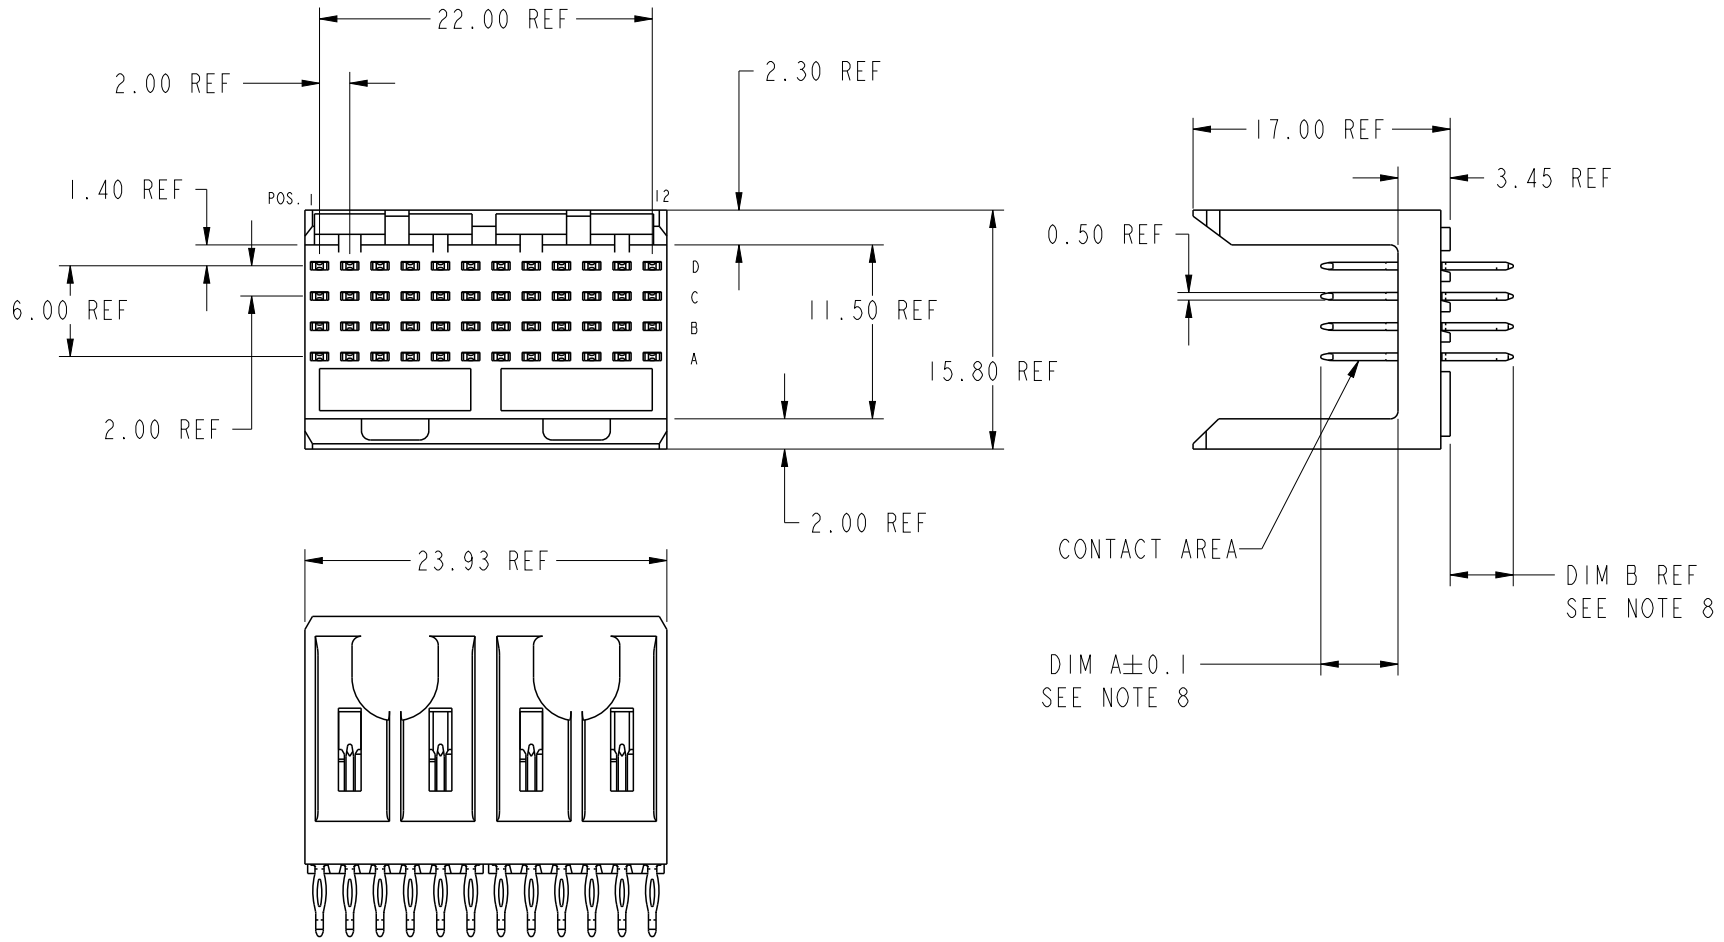 22.00 REF
2.00 REF
2.30 REF
17.00 REF
3.45 REF
1.40 REF
POS. 1
12
0.50 REF
D
C
B
A
6.00 REF
11.50 REF
15.80 REF
2.00 REF
2.00 REF
CONTACT AREA
23.93 REF
DIM B REF
SEE NOTE 8
DIM A±0.1
SEE NOTE 8